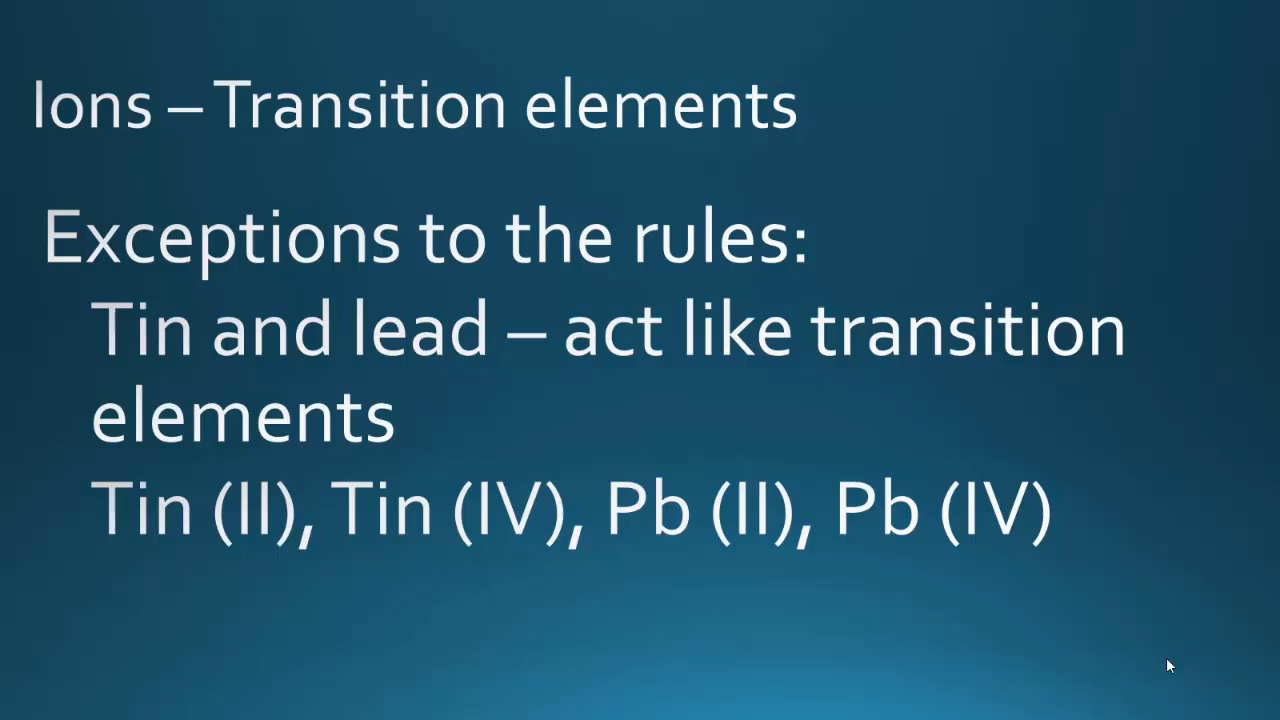 Ions – Transition elements
Exceptions to the rules:
Tin and lead – act like transition
elements
Tin (II), Tin (IV), Pb (II), Pb (IV)